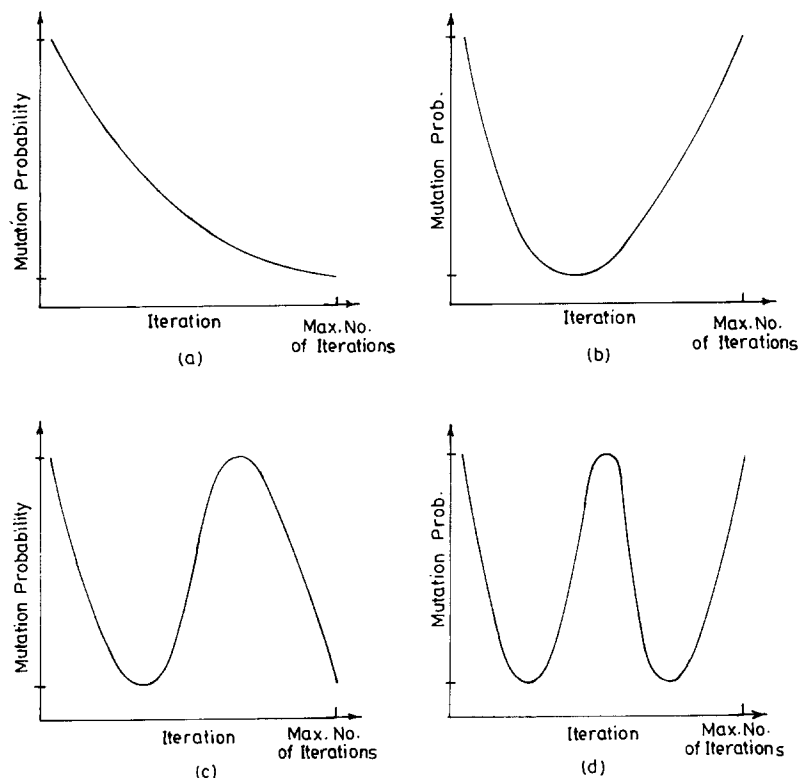 Mutation Probability
Iteration
Max. No.
of Iterations
(a)
Mutation Prob.
Iteration
Max. No.
of Iterations
(b)
Mutation Probability
Iteration
Max. No.
of Iterations
(c)
Mutation Prob.
Iteration
Max. No.
of Iterations
(d)